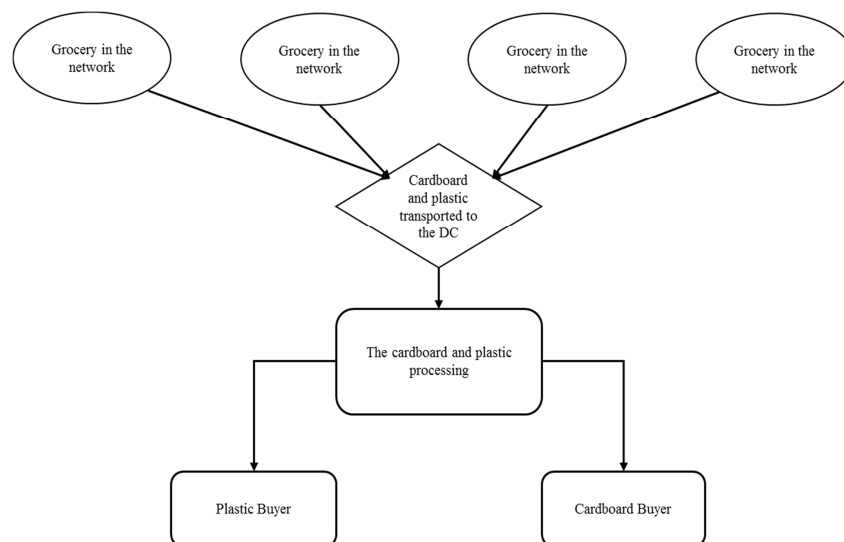 Grocery in the
network
Grocery in the
network
Grocery in the
network
Grocery in the
network
Cardboard
and plastic
transported to
the DC
The cardboard and plastic
processing
Plastic Buyer
Cardboard Buyer